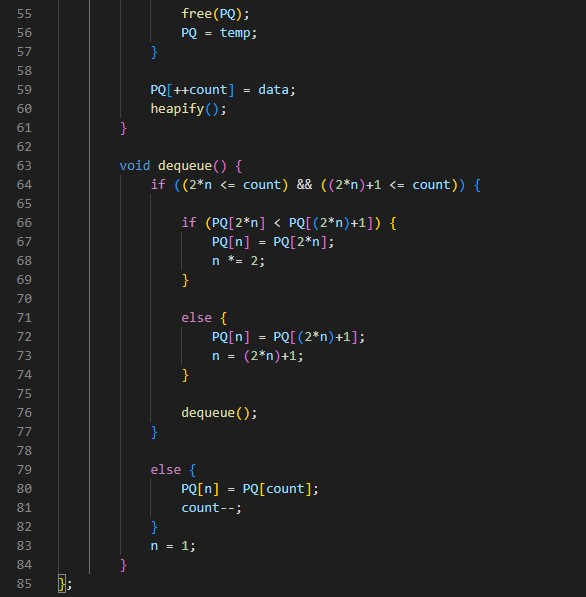 55 free(PQ);
56 PQ = temp;
57 }
58
59 PQ[++count] = data;
60 heapify();
61 }
62
63 void dequeue() {
64 if ((2*n <= count) && ((2*n)+1 <= count)) {
65
66 if (PQ[2*n] < PQ[(2*n)+1]) {
67 PQ[n] = PQ[2*n];
68 n *= 2;
69 }
70
71 else {
72 PQ[n] = PQ[(2*n)+1];
73 n = (2*n)+1;
74 }
75
76 dequeue();
77 }
78
79 else {
80 PQ[n] = PQ[count];
81 count--;
82 }
83 n = 1;
84 }
85 };